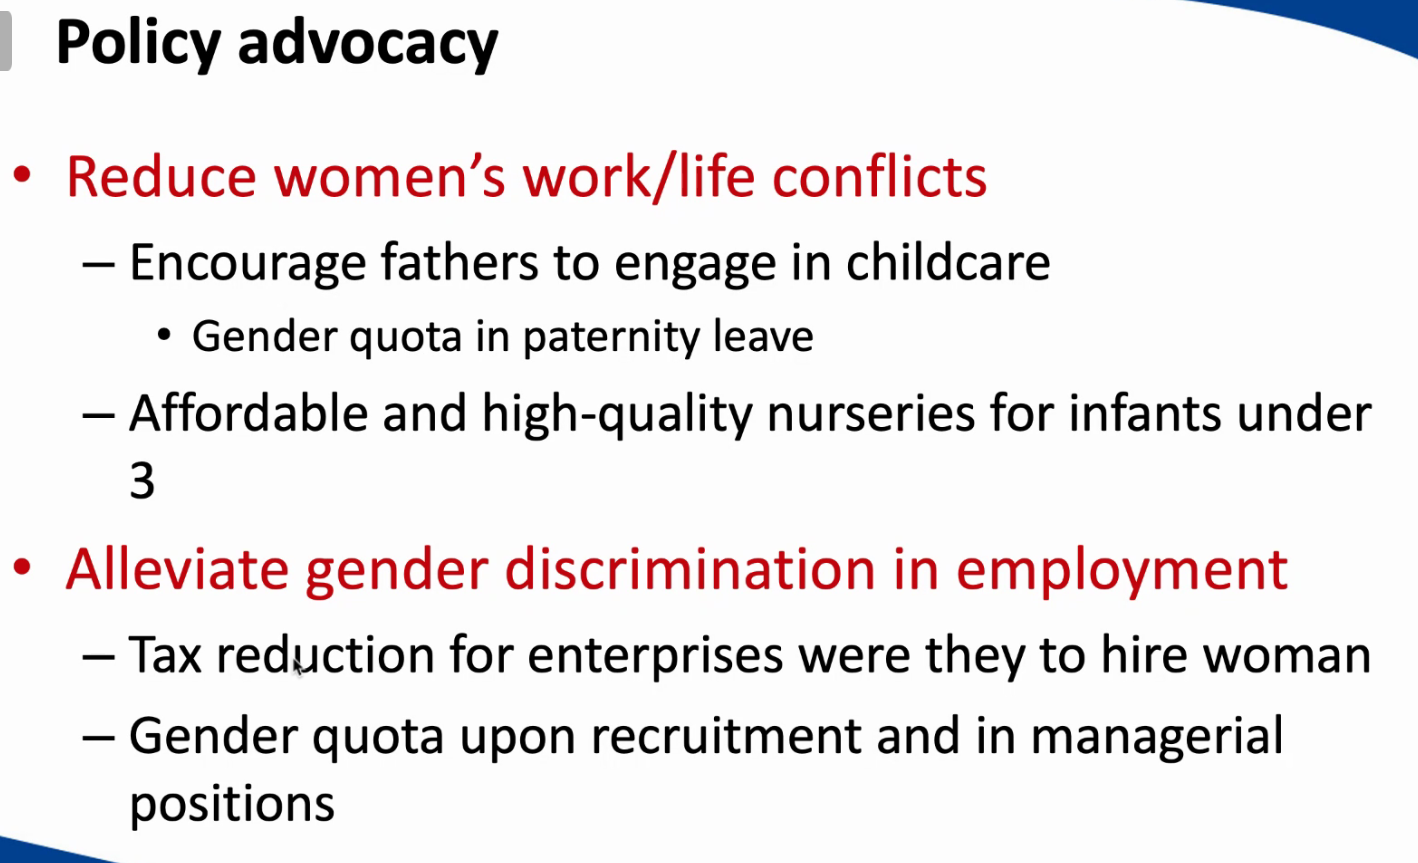 Policy advocacy
• Reduce women’s work/life conflicts
– Encourage fathers to engage in childcare
• Gender quota in paternity leave
– Affordable and high-quality nurseries for infants under
3
• Alleviate gender discrimination in employment
– Tax reduction for enterprises were they to hire woman
– Gender quota upon recruitment and in managerial
positions